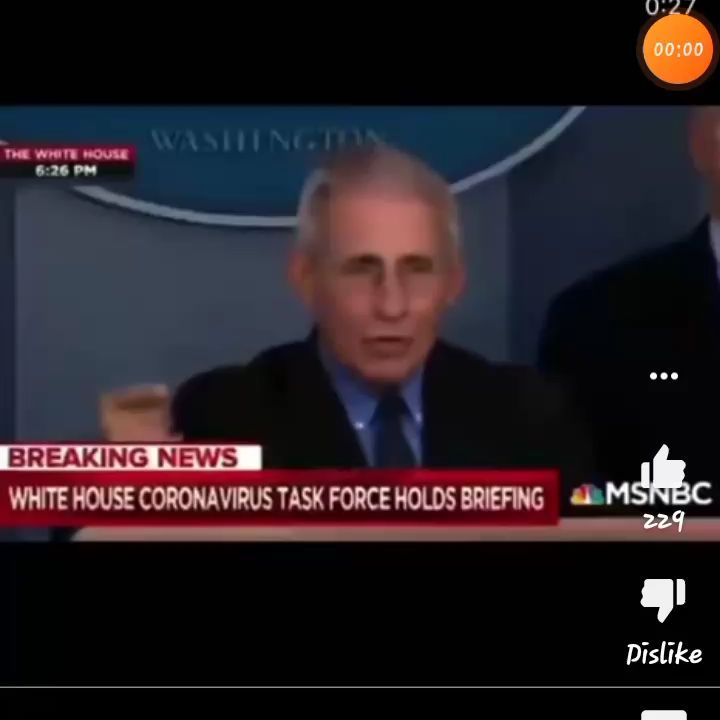 0:27
00:00
WASHINGTON
THE WHITE HOUSE
6:26 PM
BREAKING NEWS
WHITE HOUSE CORONAVIRUS TASK FORCE HOLDS BRIEFING
MSNBC
229
Dislike